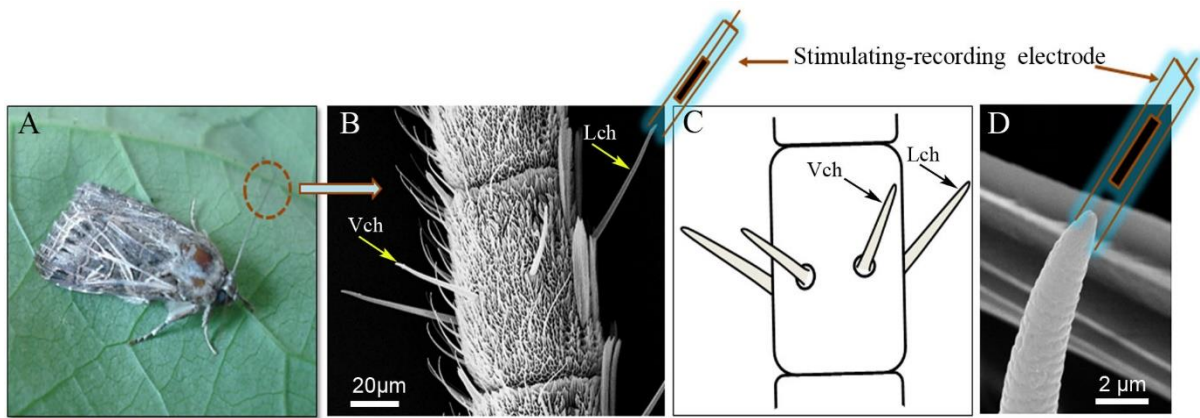 Stimulating-recording electrode
A
B
Lch
Vch
20µm
C
Vch
Lch
D
2 µm